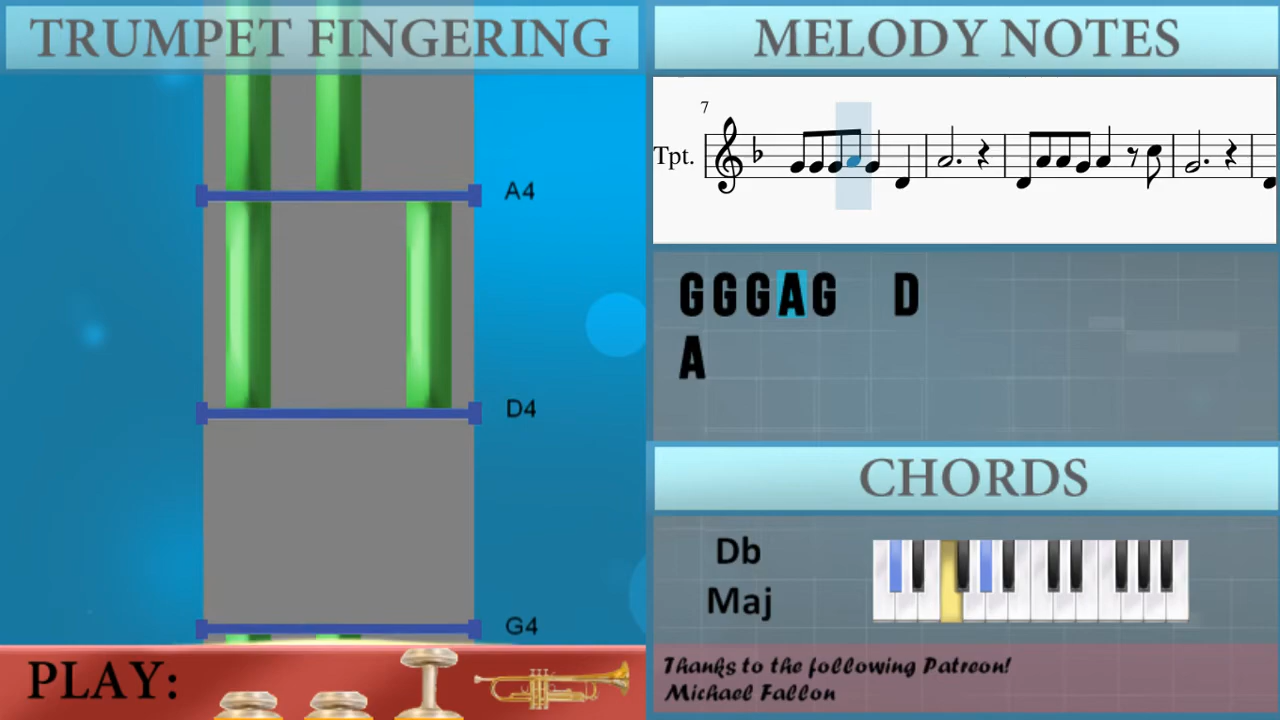 TRUMPET FINGERING
A4
D4
G4
PLAY:
MELODY NOTES
7
Tpt.
GGGAG D
A
CHORDS
Db
Maj
Thanks to the following Patreon!
Michael Fallon